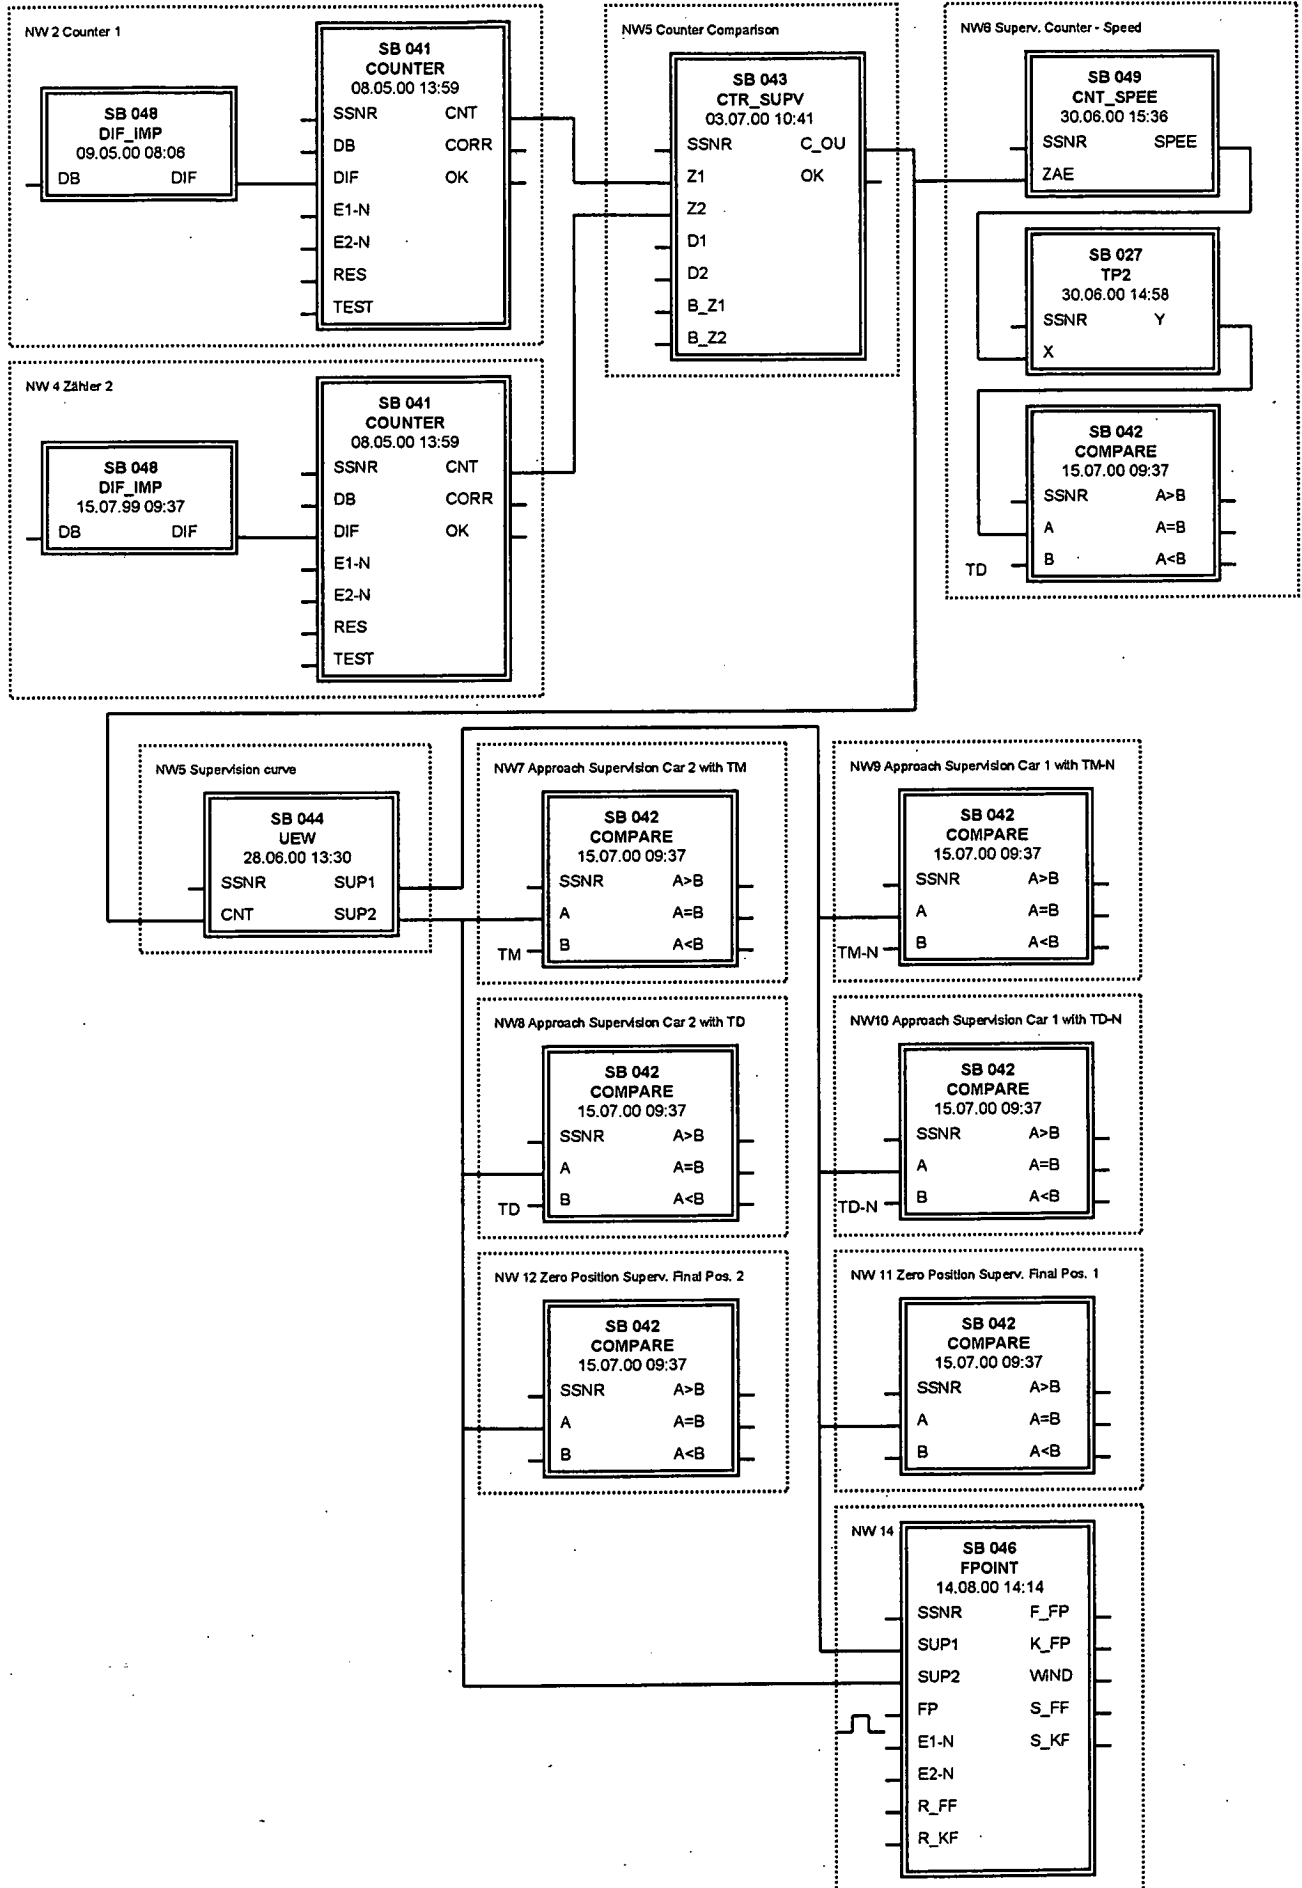 NW 2 Counter 1
SB 048
DIF_IMP
09.05.00 08:06
DB DIF
SB 041
COUNTER
08.05.00 13:59
SSNR CNT
DB CORR
DIF OK
E1-N
E2-N
RES
TEST
NW5 Counter Comparison
SB 043
CTR_SUPV
03.07.00 10:41
SSNR C_OU
Z1 OK
Z2
D1
D2
B_Z1
B_Z2
NW6 Superv. Counter - Speed
SB 049
CNT_SPEE
30.06.00 15:36
SSNR SPEE
ZAE
SB 027
TP2
30.06.00 14:58
SSNR Y
X
SB 042
COMPARE
15.07.00 09:37
SSNR A>B
A A=B
TD B A<B
NW 4 Zähler 2
SB 048
DIF_IMP
15.07.99 09:37
DB DIF
SB 041
COUNTER
08.05.00 13:59
SSNR CNT
DB CORR
DIF OK
E1-N
E2-N
RES
TEST
NW5 Supervision curve
SB 044
UEW
28.06.00 13:30
SSNR SUP1
CNT SUP2
NW7 Approach Supervision Car 2 with TM
SB 042
COMPARE
15.07.00 09:37
SSNR A>B
A A=B
TM B A<B
NW9 Approach Supervision Car 1 with TM-N
SB 042
COMPARE
15.07.00 09:37
SSNR A>B
A A=B
TM-N B A<B
NW8 Approach Supervision Car 2 with TD
SB 042
COMPARE
15.07.00 09:37
SSNR A>B
A A=B
TD B A<B
NW10 Approach Supervision Car 1 with TD-N
SB 042
COMPARE
15.07.00 09:37
SSNR A>B
A A=B
TD-N B A<B
NW 12 Zero Position Superv. Final Pos. 2
SB 042
COMPARE
15.07.00 09:37
SSNR A>B
A A=B
B A<B
NW 11 Zero Position Superv. Final Pos. 1
SB 042
COMPARE
15.07.00 09:37
SSNR A>B
A A=B
B A<B
NW 14
SB 046
FPOINT
14.08.00 14:14
SSNR F_FP
SUP1 K_FP
SUP2 WIND
FP S_FF
E1-N S_KF
E2-N
R_FF
R_KF